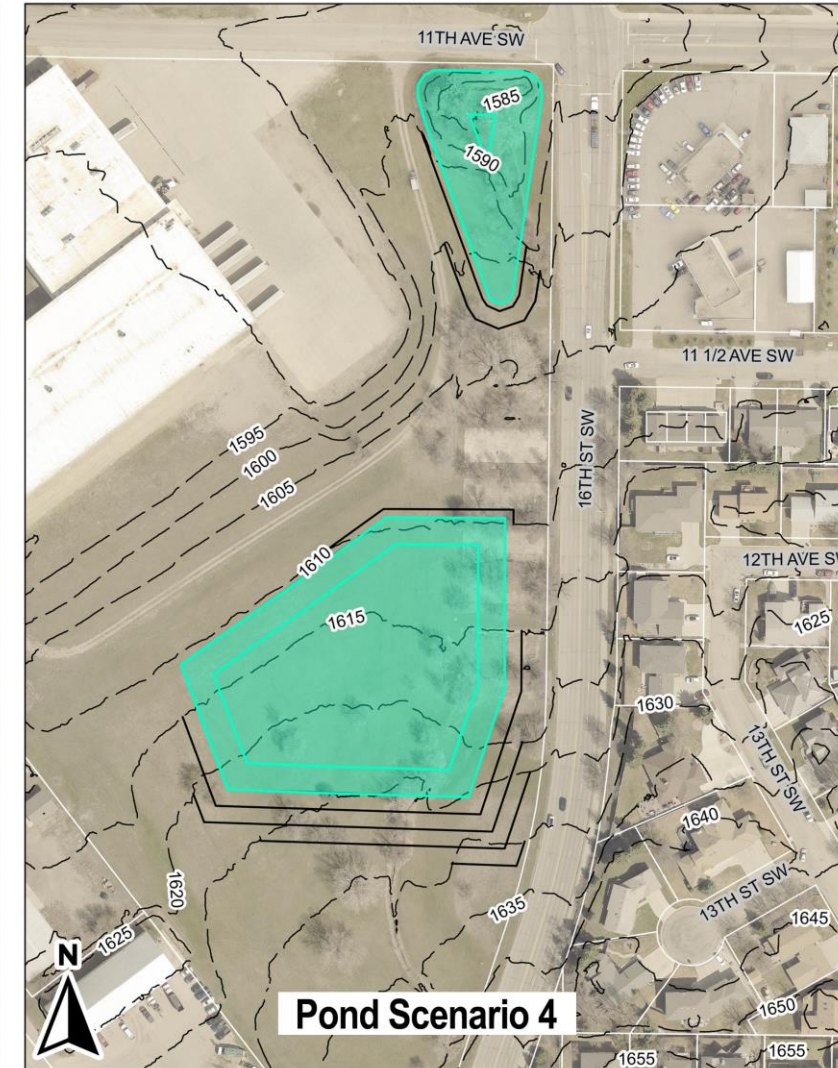 11TH AVE SW
1585
1590
11 1/2 AVE SW
1595
1600
1605
16TH ST SW
1610
12TH AVE SW
1615
1625
1630
13TH ST SW
1640
1620
13TH ST SW
1635
1645
1625
N
Pond Scenario 4
1650
1655
1655